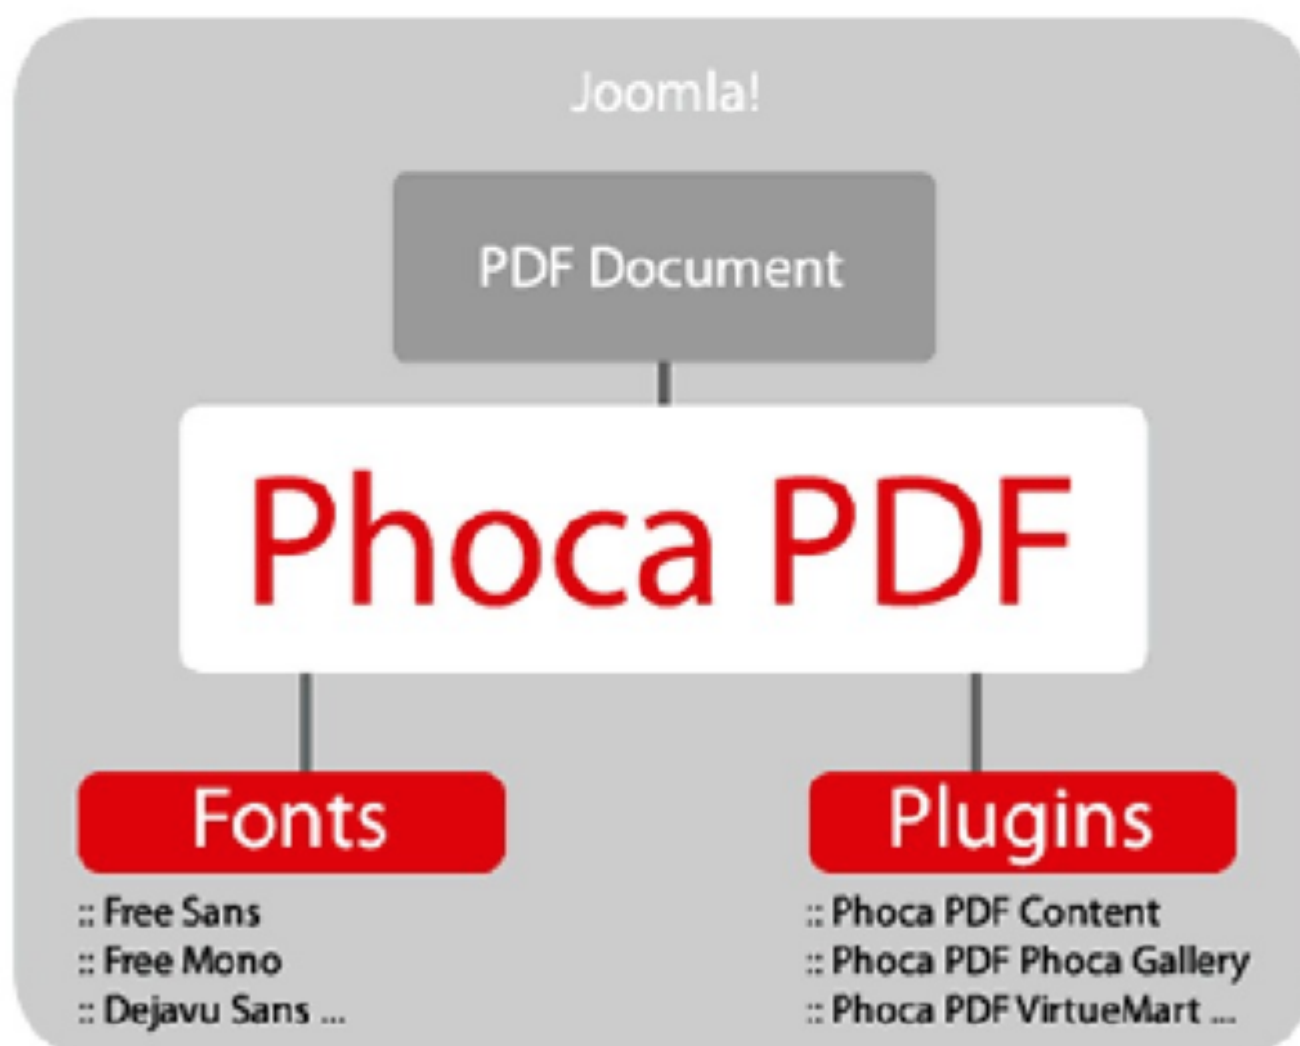 Joomla!
PDF Document
Phoca PDF
Fonts
:: Free Sans
:: Free Mono
:: Dejavu Sans ...
Plugins
:: Phoca PDF Content
:: Phoca PDF Phoca Gallery
:: Phoca PDF VirtueMart ...